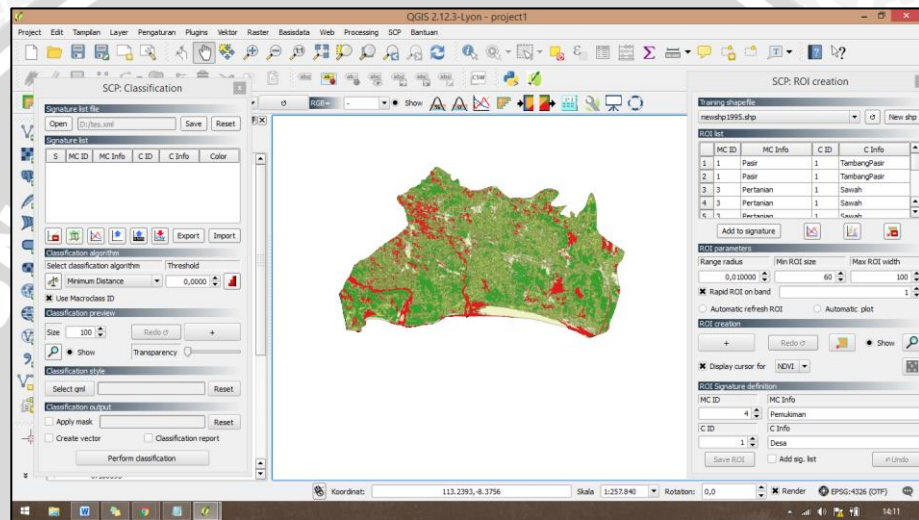 QGIS 2.12.3-Lyon - project1
Project Edit Tampilan Layer Pengaturan Plugins Vektor Raster Basisdata Web Processing SCP Bantuan
SCP: Classification
Signature list file
Open D:/tes.xml Save Reset
Signature list
S MC ID MC Info C ID C Info Color
Export Import
Classification algorithm
Select classification algorithm Threshold
Minimum Distance 0,0000
Use Macroclass ID
Classification preview
Size 100 Redo +
Show Transparency
Classification style
Select qml Reset
Classification output
Apply mask Reset
Create vector Classification report
Perform classification
RGB= - Show
CSW
SCP: ROI creation
Training shapefile
newshp1995.shp New shp
ROI list
MC ID MC Info C ID C Info
1 1 Pasir 1 TambangPasir
2 1 Pasir 1 TambangPasir
3 3 Pertanian 1 Sawah
4 3 Pertanian 1 Sawah
5 3 Pertanian 1 Sawah
Add to signature
ROI parameters
Range radius Min ROI size Max ROI width
0,010000 60 100
Rapid ROI on band 1
Automatic refresh ROI Automatic plot
ROI creation
+ Redo Show
Display cursor for NDVI
ROI Signature definition
MC ID MC Info
4 Pemukiman
C ID C Info
1 Desa
Save ROI Add sig. list Undo
Koordinat: 113.2393,-8.3756 Skala 1:257.840 Rotation: 0,0 Render EPSG:4326 (OTF)
14:11